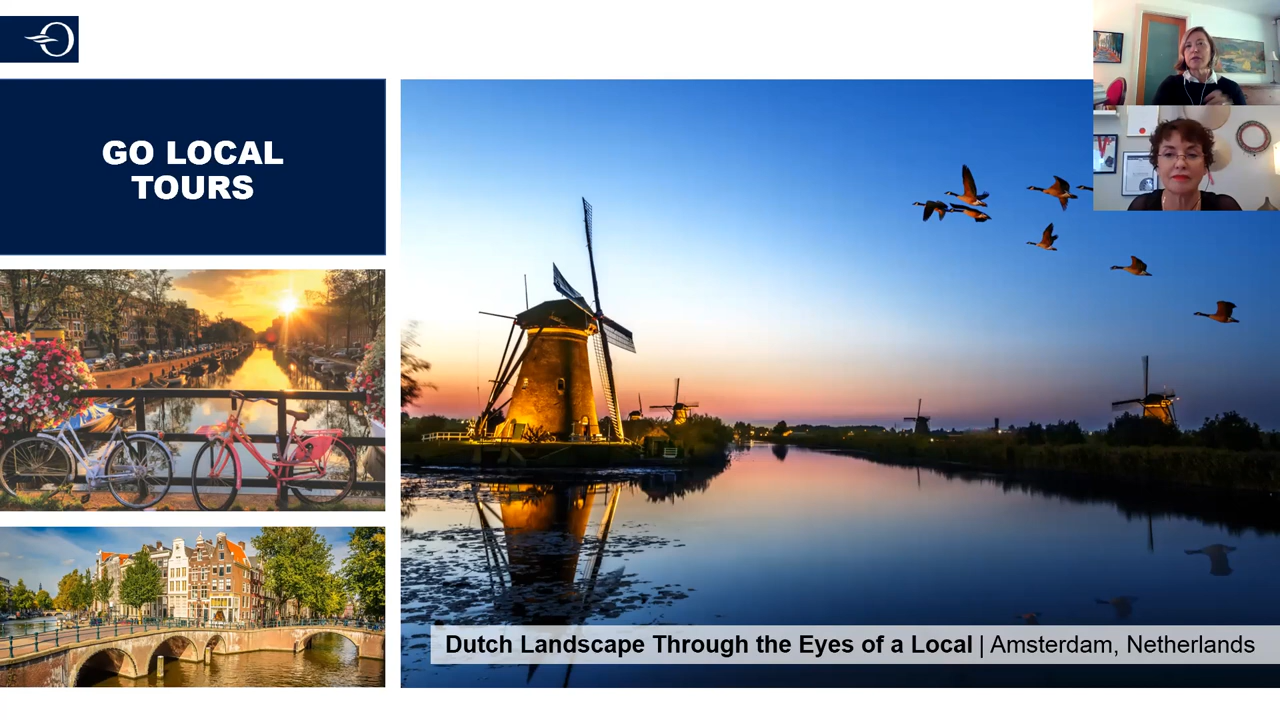 GO LOCAL
TOURS
Dutch Landscape Through the Eyes of a Local | Amsterdam, Netherlands